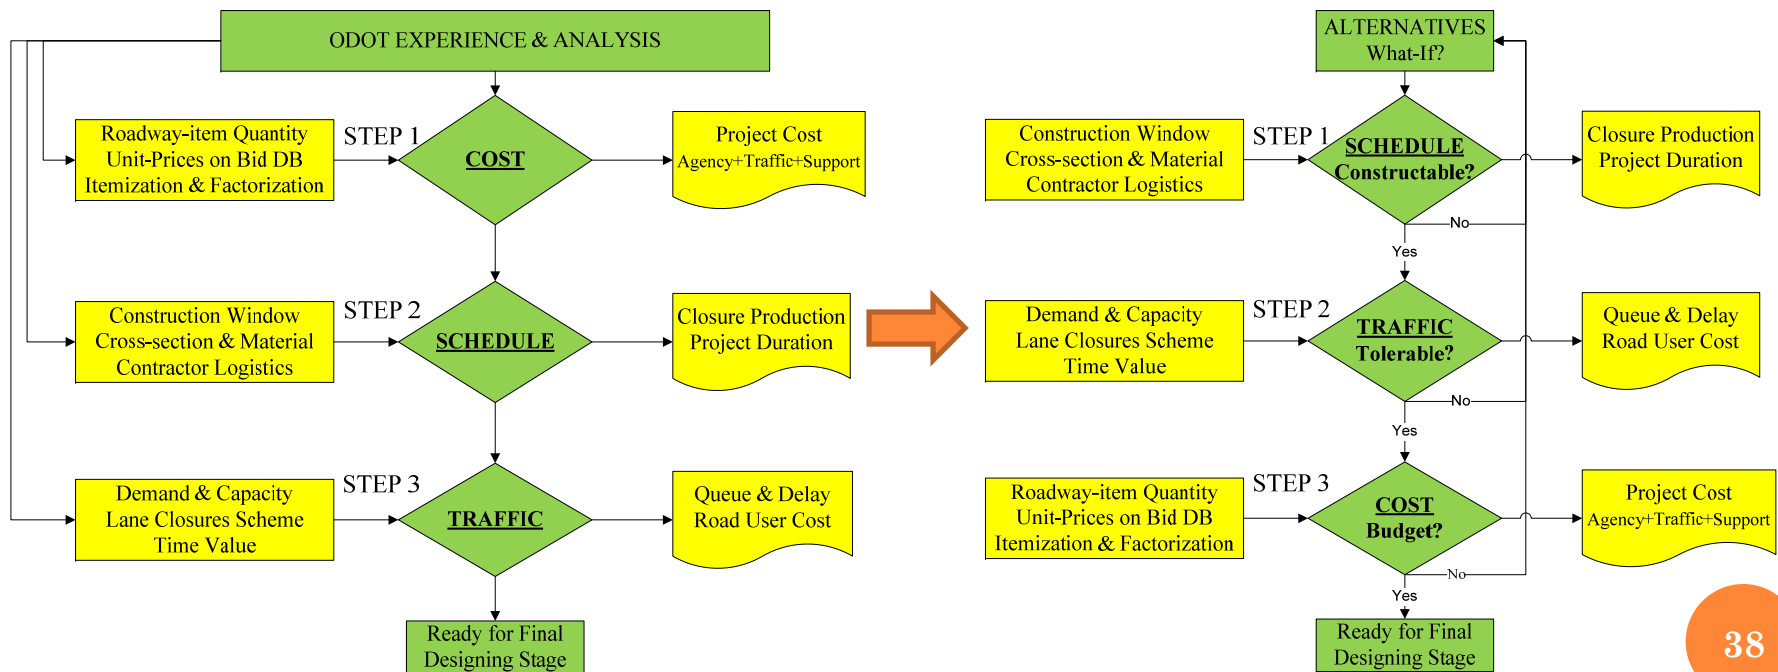 ODOT EXPERIENCE & ANALYSIS
STEP 1
Roadway-item Quantity
Unit-Prices on Bid DB
Itemization & Factorization
COST
Project Cost
Agency+Traffic+Support
STEP 2
Construction Window
Cross-section & Material
Contractor Logistics
SCHEDULE
Closure Production
Project Duration
STEP 3
Demand & Capacity
Lane Closures Scheme
Time Value
TRAFFIC
Queue & Delay
Road User Cost
Ready for Final
Designing Stage
ALTERNATIVES
What-If?
STEP 1
Construction Window
Cross-section & Material
Contractor Logistics
SCHEDULE
Constructable?
Closure Production
Project Duration
No
Yes
STEP 2
Demand & Capacity
Lane Closures Scheme
Time Value
TRAFFIC
Tolerable?
Queue & Delay
Road User Cost
No
Yes
STEP 3
Roadway-item Quantity
Unit-Prices on Bid DB
Itemization & Factorization
COST
Budget?
Project Cost
Agency+Traffic+Support
No
Yes
Ready for Final
Designing Stage
38